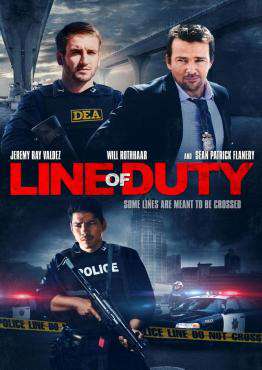 DEA
JEREMY RAY VALDEZ WILL ROTHHAAR AND SEAN PATRICK FLANERY
LINE OF DUTY
SOME LINES ARE MEANT TO BE CROSSED
POLICE
POLICE LINE DO NOT CROSS